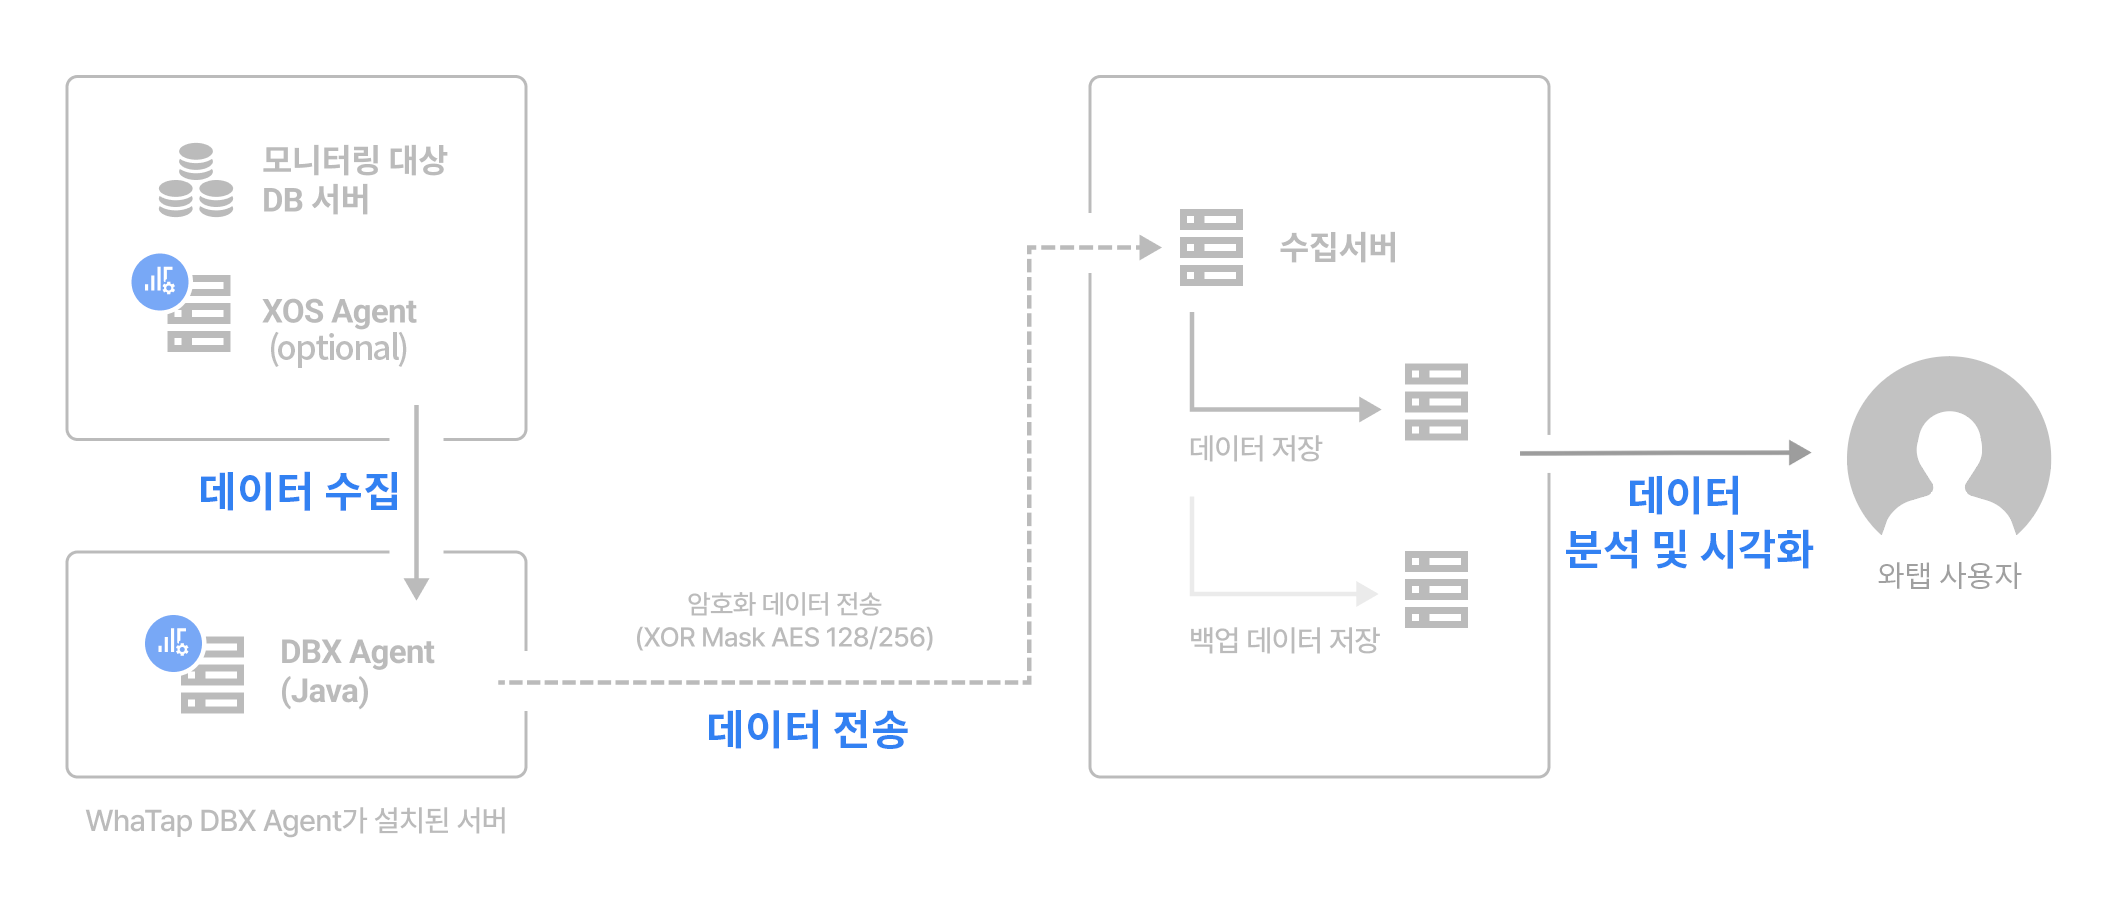 모니터링 대상
DB 서버
XOS Agent
(optional)
데이터 수집
DBX Agent
(Java)
WhaTap DBX Agent가 설치된 서버
암호화 데이터 전송
(XOR Mask AES 128/256)
데이터 전송
수집서버
데이터 저장
백업 데이터 저장
데이터
분석 및 시각화
와탭 사용자